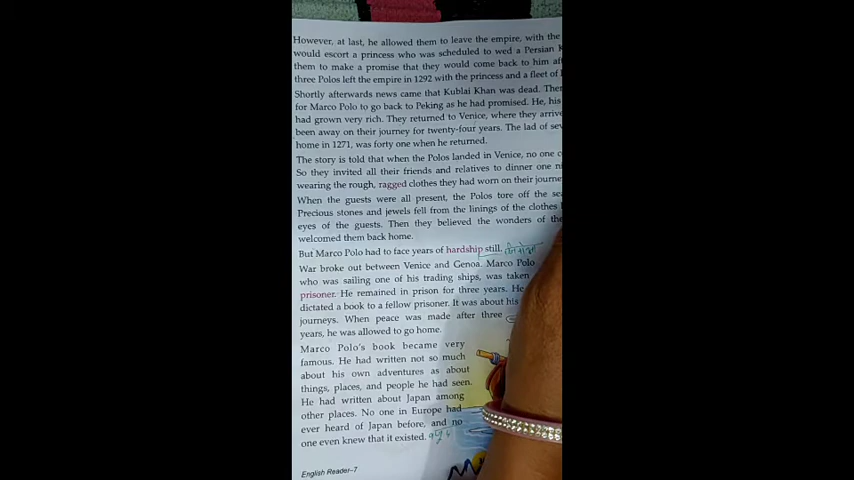 However, at last, he allowed them to leave the empire, with the
would escort a princess who was scheduled to wed a Persian
them to make a promise that they would come back to him
three Polos left the empire in 1292 with the princess and a fleet of
Shortly afterwards news came that Kublai Khan was dead.
for Marco Polo to go back to Peking as he had promised. He, his
had grown very rich. They returned to Venice, where they
been away on their journey for twenty-four years. The lad of
home in 1271, was forty one when he returned.
The story is told that when the Polos landed in Venice, no one
So they invited all their friends and relatives to dinner one
wearing the rough, ragged clothes they had worn on their
When the guests were all present, the Polos tore off the
Precious stones and jewels fell from the linings of the clothes
eyes of the guests. Then they believed the wonders of
welcomed them back home.
But Marco Polo had to face years of hardship still.
War broke out between Venice and Genoa. Marco Polo
who was sailing one of his trading ships, was taken
prisoner. He remained in prison for three years. He
dictated a book to a fellow prisoner. It was about his
journeys. When peace was made after three
years, he was allowed to go home.
Marco Polo's book became very
famous. He had written not so much
about his own adventures as about
things, places, and people he had seen.
He had written about Japan among
other places. No one in Europe had
ever heard of Japan before, and no
one even knew that it existed.
English Reader–7